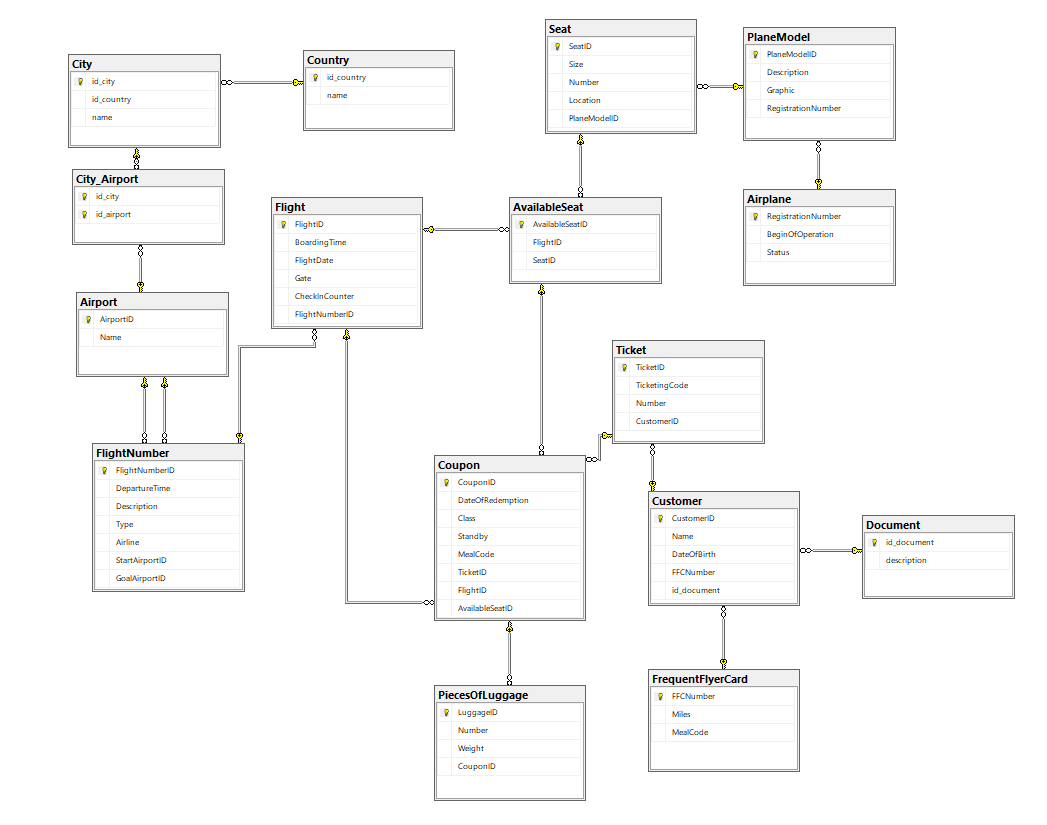 Seat
SeatID
Size
Number
Location
PlaneModelID
PlaneModel
PlaneModelID
Description
Graphic
RegistrationNumber
City
id_city
id_country
name
Country
id_country
name
City_Airport
id_city
id_airport
Flight
FlightID
BoardingTime
FlightDate
Gate
CheckInCounter
FlightNumberID
AvailableSeat
AvailableSeatID
FlightID
SeatID
Airplane
RegistrationNumber
BeginOfOperation
Status
Airport
AirportID
Name
Ticket
TicketID
TicketingCode
Number
CustomerID
FlightNumber
FlightNumberID
DepartureTime
Description
Type
Airline
StartAirportID
GoalAirportID
Coupon
CouponID
DateOfRedemption
Class
Standby
MealCode
TicketID
FlightID
AvailableSeatID
Customer
CustomerID
Name
DateOfBirth
FFCNumber
id_document
Document
id_document
description
PiecesOfLuggage
LuggageID
Number
Weight
CouponID
FrequentFlyerCard
FFCNumber
Miles
MealCode